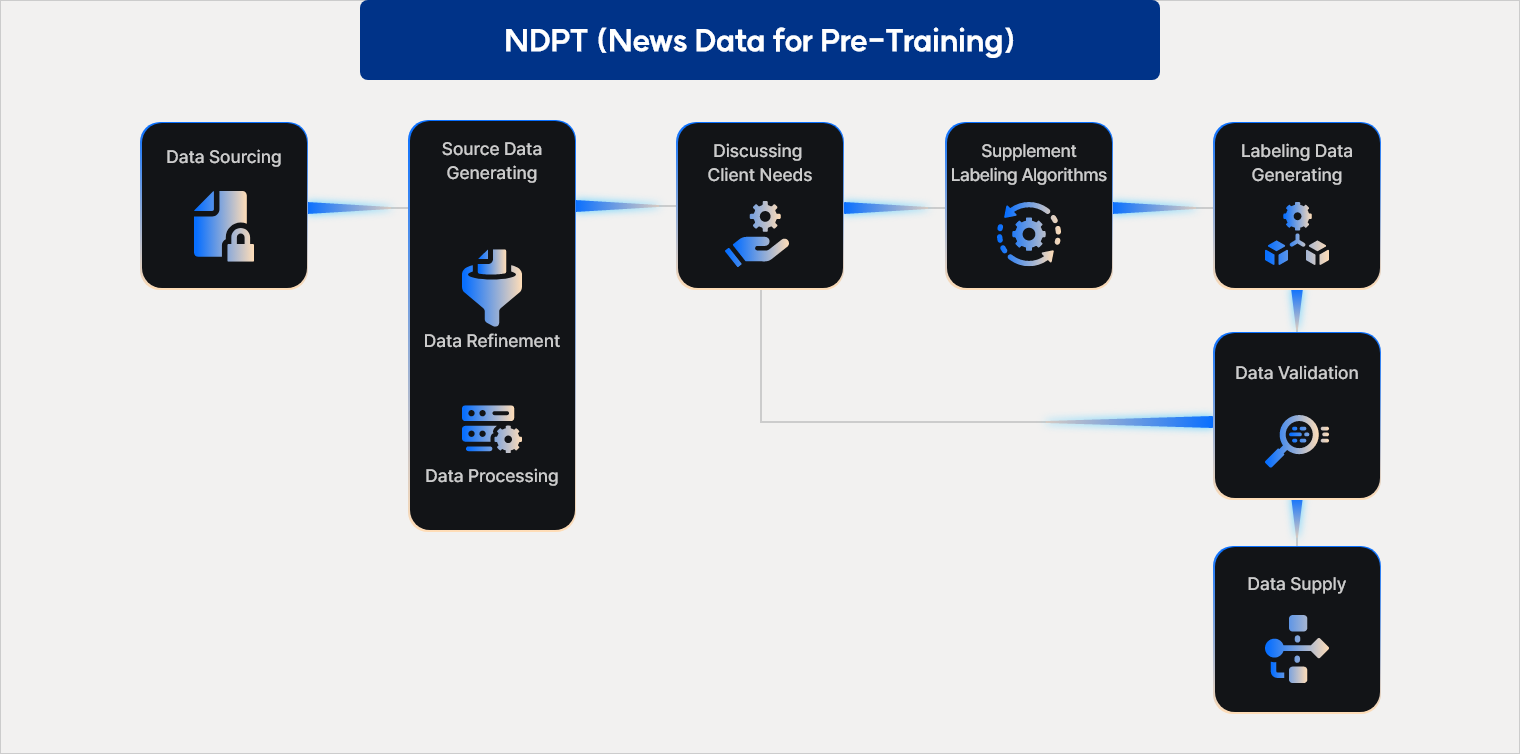 NDPT (News Data for Pre-Training)
Data Sourcing
Source Data
Generating
Data Refinement
Data Processing
Discussing
Client Needs
Supplement
Labeling Algorithms
Labeling Data
Generating
Data Validation
Data Supply